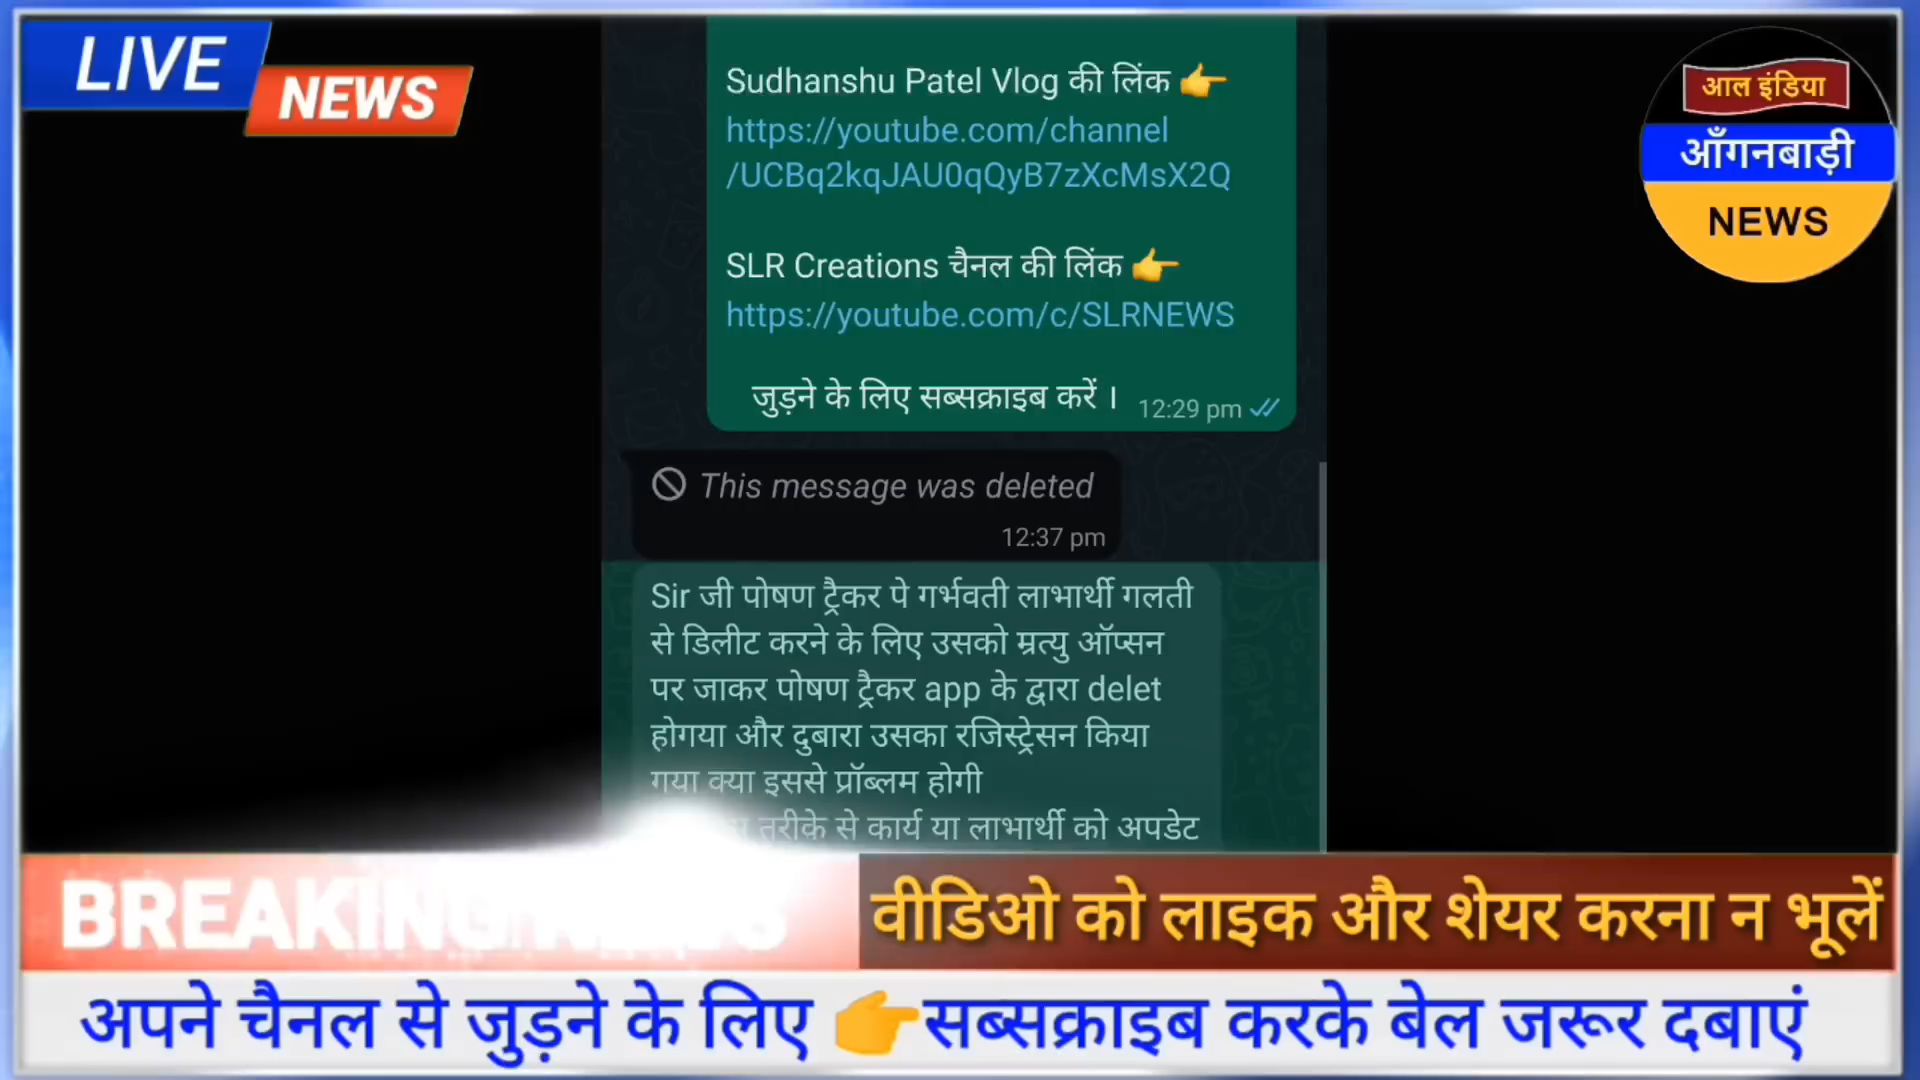 LIVE
NEWS
आल इंडिया
आँगनबाड़ी
NEWS
Sudhanshu Patel Vlog की लिंक 👉
https://youtube.com/channel
/UCBq2kqJAU0qQyB7zXcMsX2Q
SLR Creations चैनल की लिंक 👉
https://youtube.com/c/SLRNEWS
जुड़ने के लिए सब्सक्राइब करें ।
12:29 pm
This message was deleted
12:37 pm
Sir जी पोषण ट्रैकर पे गर्भवती लाभार्थी गलती
से डिलीट करने के लिए उसको म्रत्यु ऑप्सन
पर जाकर पोषण ट्रैकर app के द्वारा delet
होगया और दुबारा उसका रजिस्ट्रेसन किया
गया क्या इससे प्रॉब्लम होगी
तरीके से कार्य या लाभार्थी को अपडेट
BREAKING NEWS
वीडिओ को लाइक और शेयर करना न भूलें
अपने चैनल से जुड़ने के लिए 👉सब्सक्राइब करके बेल जरूर दबाएं